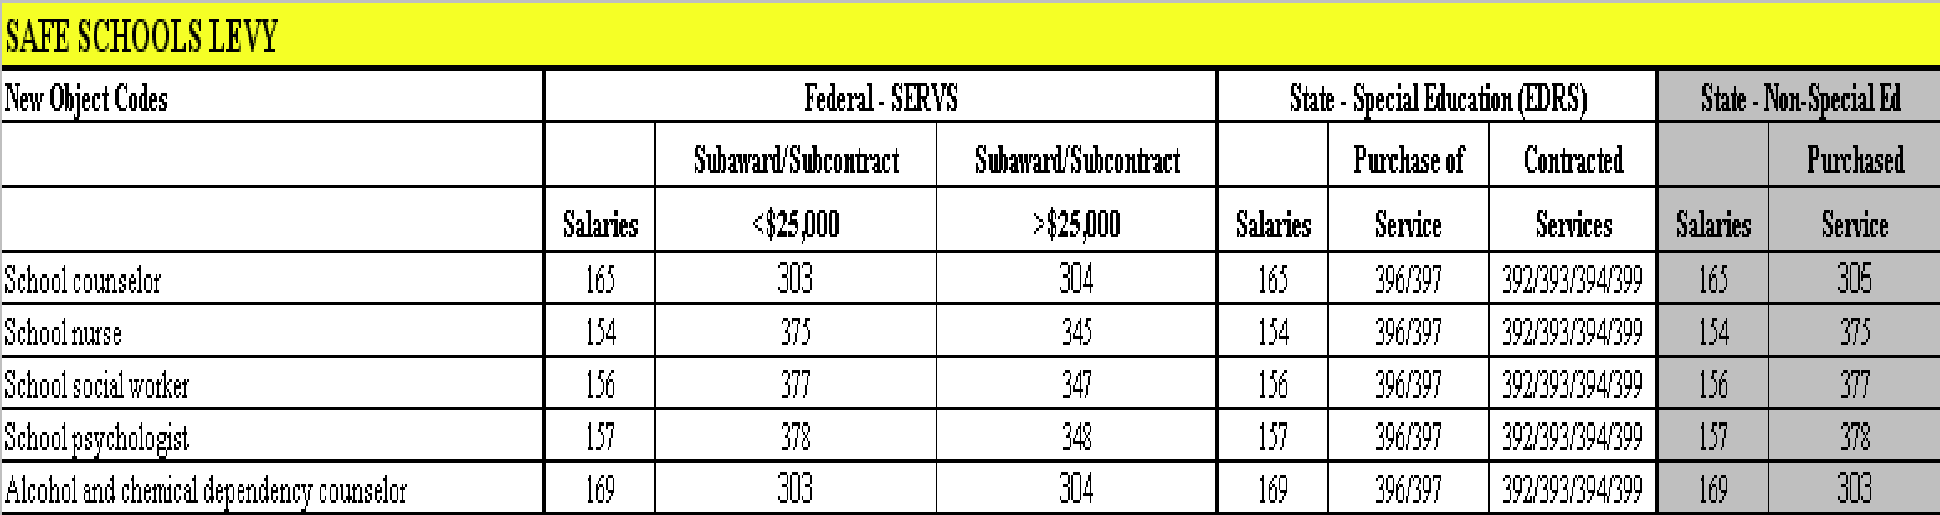 SAFE SCHOOLS LEVY
New Object Codes Federal - SERVS State - Special Education (EDRS) State - Non-Special Ed
Subaward/Subcontract Subaward/Subcontract Purchase of Contracted Purchased
Salaries <$25,000 >$25,000 Salaries Service Services Salaries Service
School counselor 165 303 304 165 396/397 392/393/394/399 165 305
School nurse 154 375 345 154 396/397 392/393/394/399 154 375
School social worker 156 377 347 156 396/397 392/393/394/399 156 377
School psychologist 157 378 348 157 396/397 392/393/394/399 157 378
Alcohol and chemical dependency counselor 169 303 304 169 396/397 392/393/394/399 169 303